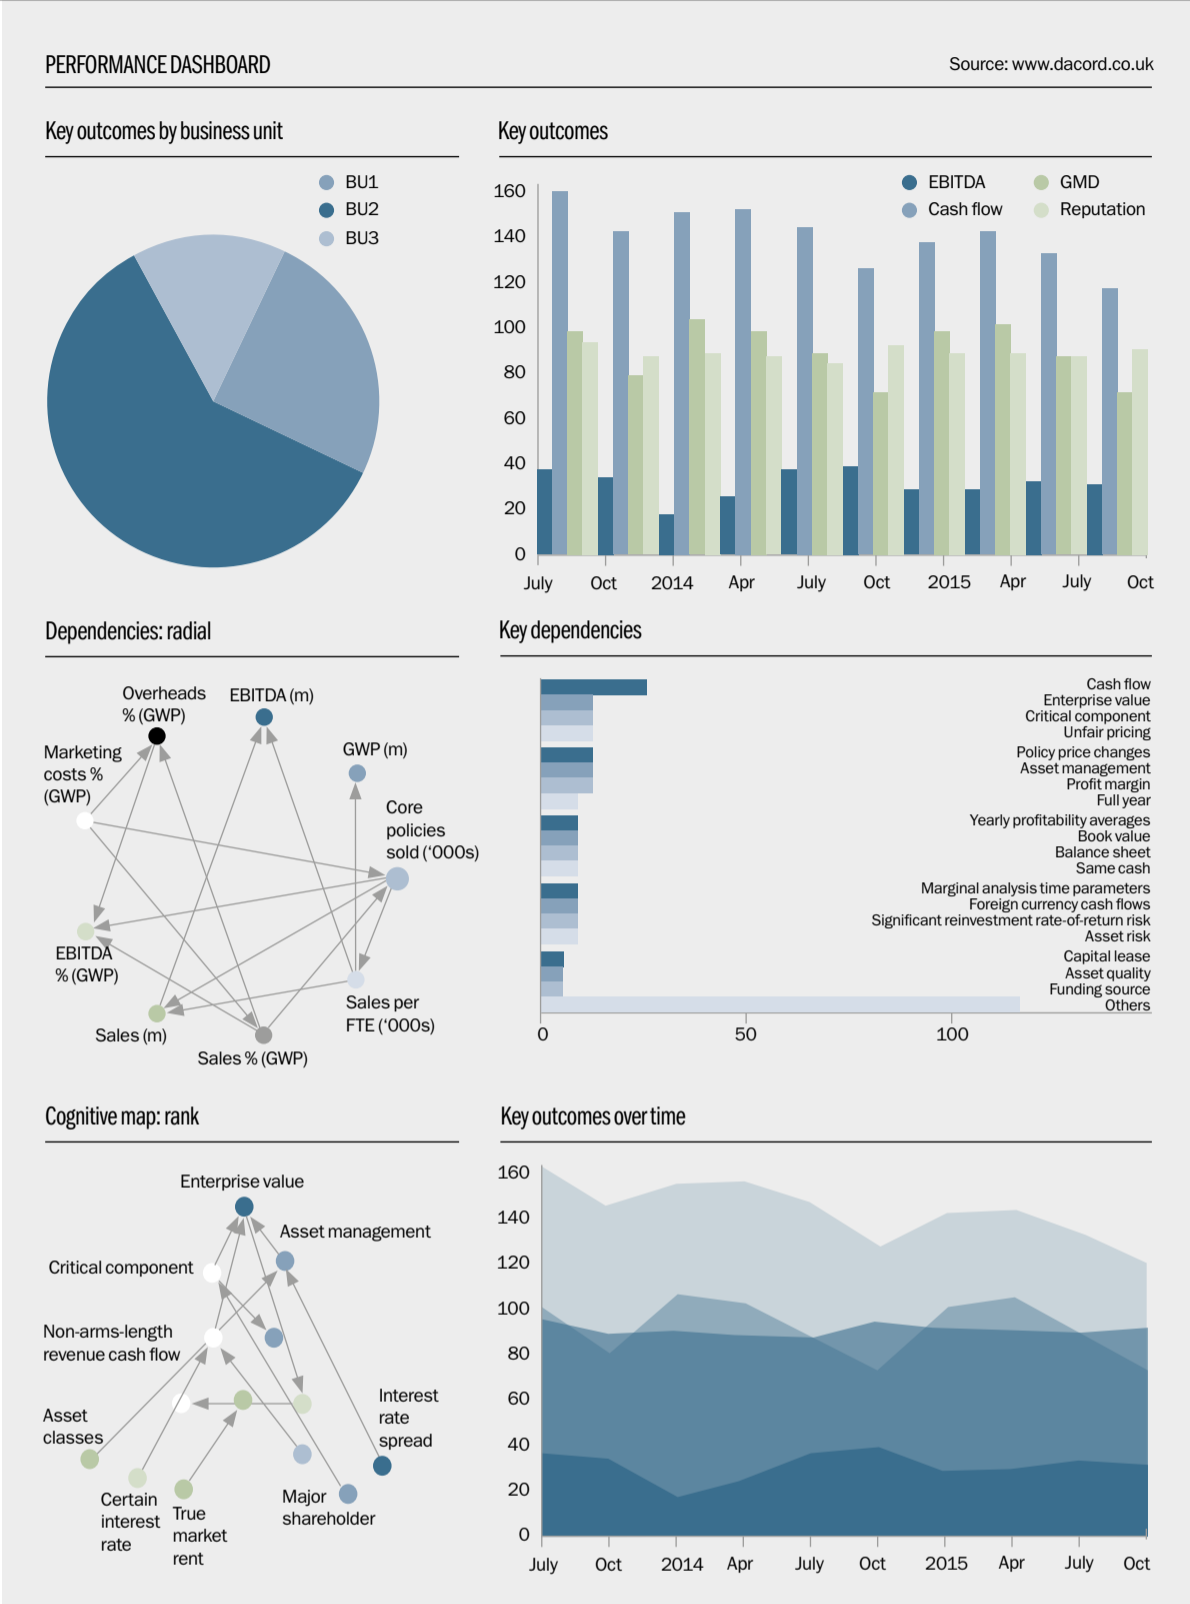 PERFORMANCE DASHBOARD
Source: www.dacord.co.uk
Key outcomes by business unit
BU1
BU2
BU3
Key outcomes
EBITDA
GMD
Cash flow
Reputation
160
140
120
100
80
60
40
20
0
July Oct 2014 Apr July Oct 2015 Apr July Oct
Dependencies: radial
Overheads
% (GWP)
EBITDA (m)
Marketing
costs %
(GWP)
GWP (m)
Core
policies
sold (‘000s)
EBITDA
% (GWP)
Sales per
FTE (‘000s)
Sales (m)
Sales % (GWP)
Key dependencies
Cash flow
Enterprise value
Critical component
Unfair pricing
Policy price changes
Asset management
Profit margin
Full year
Yearly profitability averages
Book value
Balance sheet
Same cash
Marginal analysis time parameters
Foreign currency cash flows
Significant reinvestment rate-of-return risk
Asset risk
Capital lease
Asset quality
Funding source
Others
0 50 100
Cognitive map: rank
Enterprise value
Asset management
Critical component
Non-arms-length
revenue cash flow
Asset
classes
Interest
rate
spread
Certain
interest
rate
True
market
rent
Major
shareholder
Key outcomes over time
160
140
120
100
80
60
40
20
0
July Oct 2014 Apr July Oct 2015 Apr July Oct